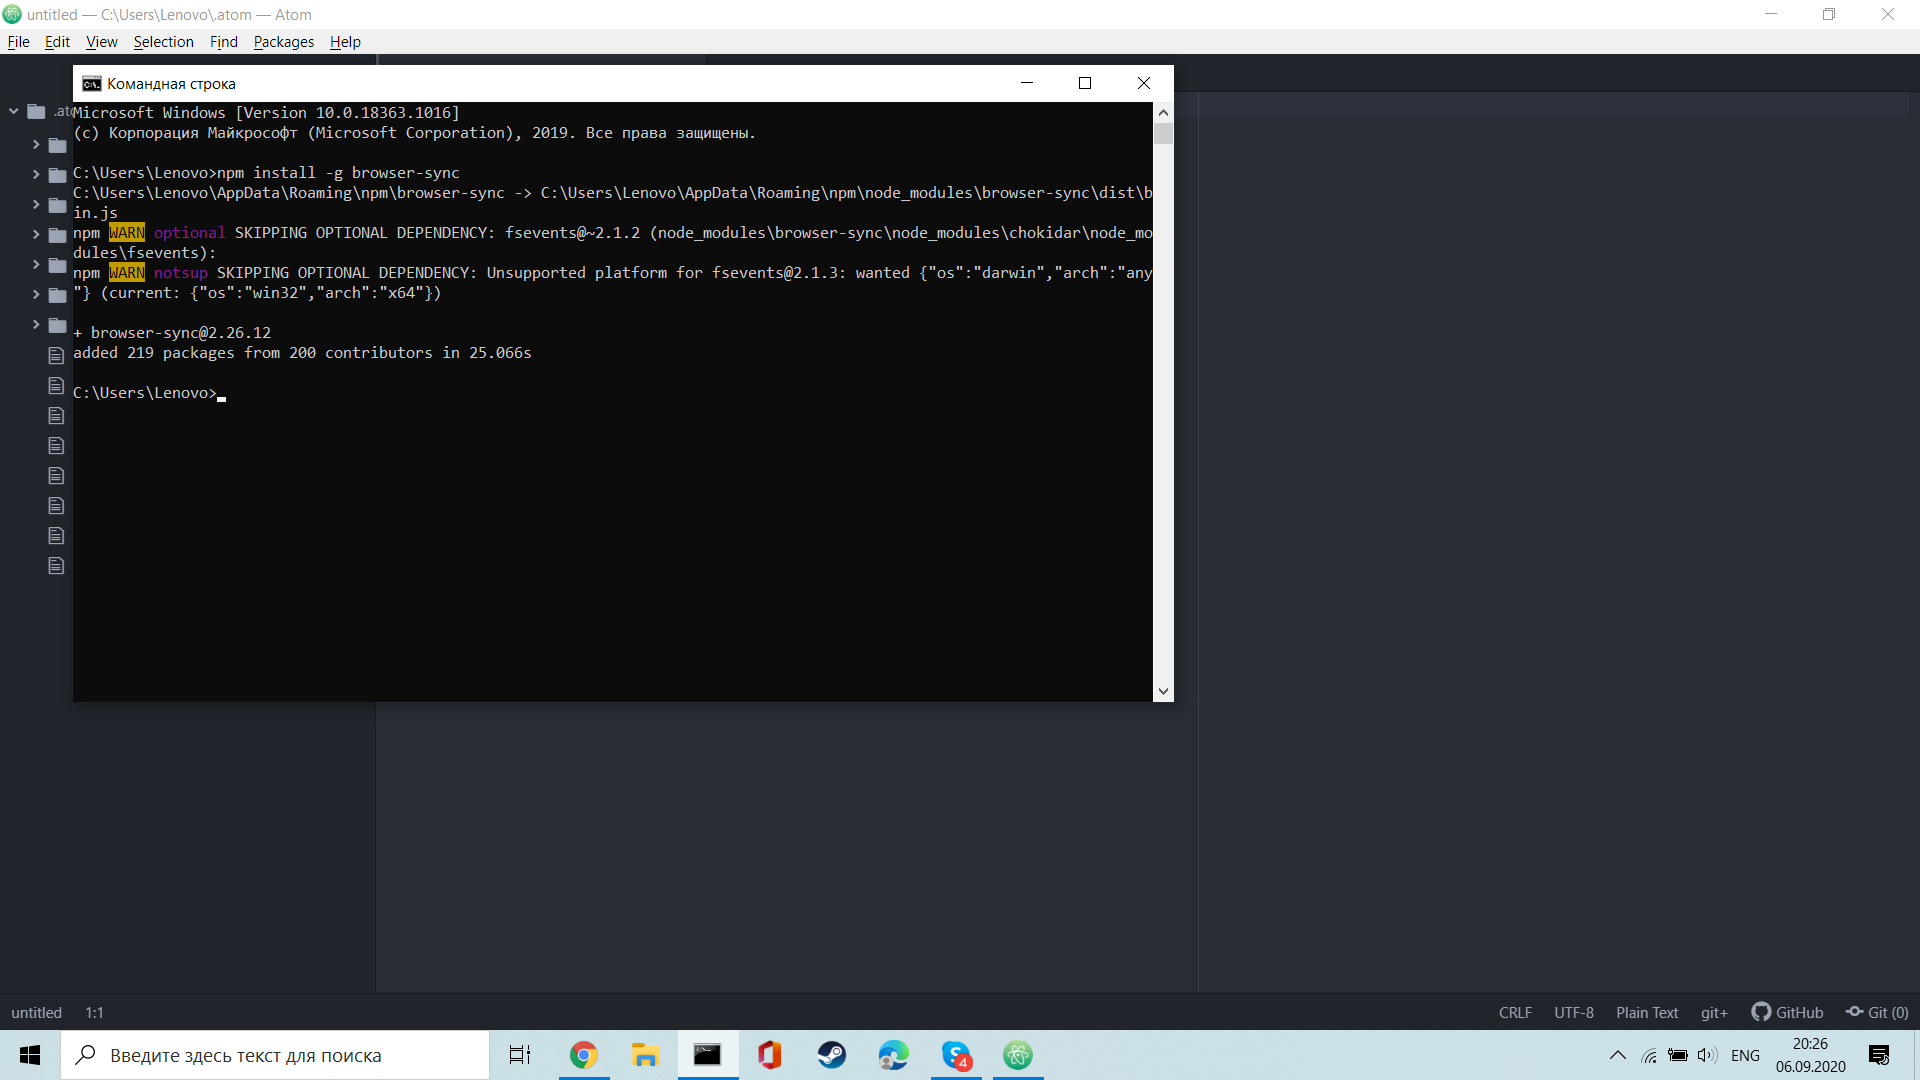 untitled — C:\Users\Lenovo\.atom — Atom
File Edit View Selection Find Packages Help
Командная строка
Microsoft Windows [Version 10.0.18363.1016]
(c) Корпорация Майкрософт (Microsoft Corporation), 2019. Все права защищены.
C:\Users\Lenovo>npm install -g browser-sync
C:\Users\Lenovo\AppData\Roaming\npm\browser-sync -> C:\Users\Lenovo\AppData\Roaming\npm\node_modules\browser-sync\dist\b
in.js
npm WARN optional SKIPPING OPTIONAL DEPENDENCY: fsevents@~2.1.2 (node_modules\browser-sync\node_modules\chokidar\node_mo
dules\fsevents):
npm WARN notsup SKIPPING OPTIONAL DEPENDENCY: Unsupported platform for fsevents@2.1.3: wanted {"os":"darwin","arch":"any
"} (current: {"os":"win32","arch":"x64"})
+ browser-sync@2.26.12
added 219 packages from 200 contributors in 25.066s
C:\Users\Lenovo>
untitled 1:1 CRLF UTF-8 Plain Text git+ GitHub Git (0)
Введите здесь текст для поиска
4
ENG
20:26
06.09.2020